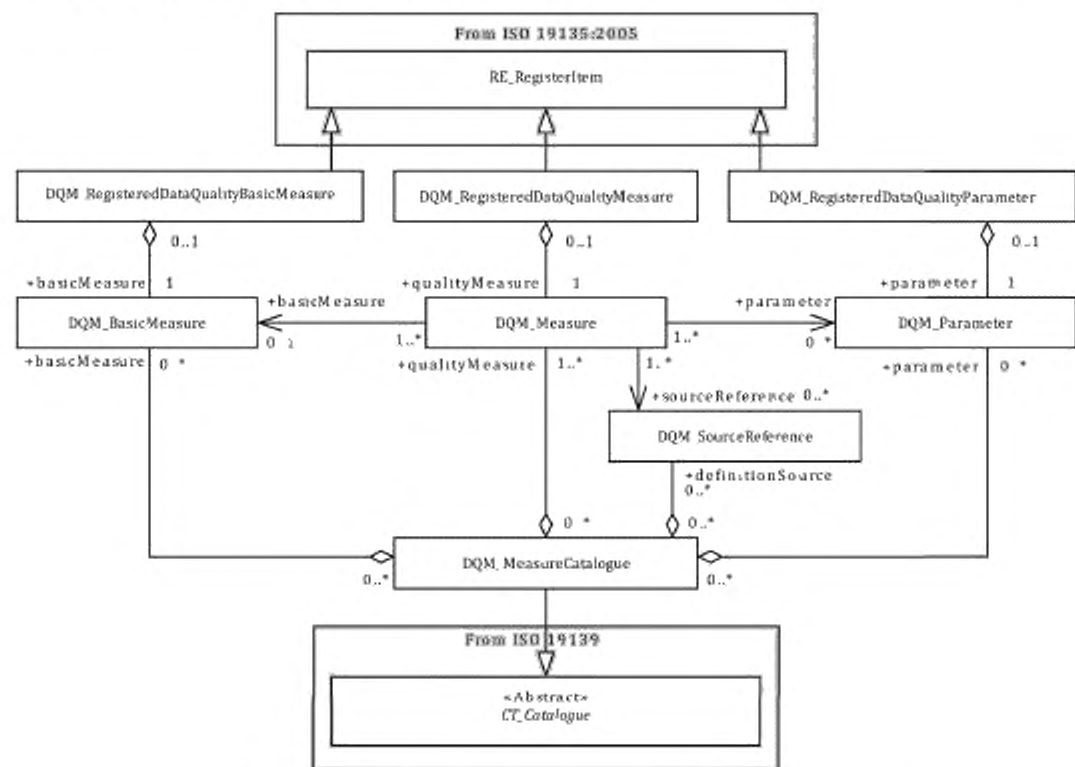 From ISO 19135:2005
RE_RegisterItem
DQM_RegisteredDataQualityBasicMeasure
DQM_RegisteredDataQualityMeasure
DQM_RegisteredDataQualityParameter
0..1
0..1
0..1
+basicMeasure 1
+qualityMeasure 1
+parameter 1
+basicMeasure
+parameter
DQM_BasicMeasure
DQM_Measure
DQM_Parameter
1..*
1..*
0..*
+basicMeasure 0..*
+qualityMeasure 1..*
1..*
+parameter 0..*
+sourceReference 0..*
DQM_SourceReference
+definitionSource
0..*
0..*
0..*
DQM_MeasureCatalogue
0..*
0..*
From ISO 19139
«Abstract»
CT_Catalogue